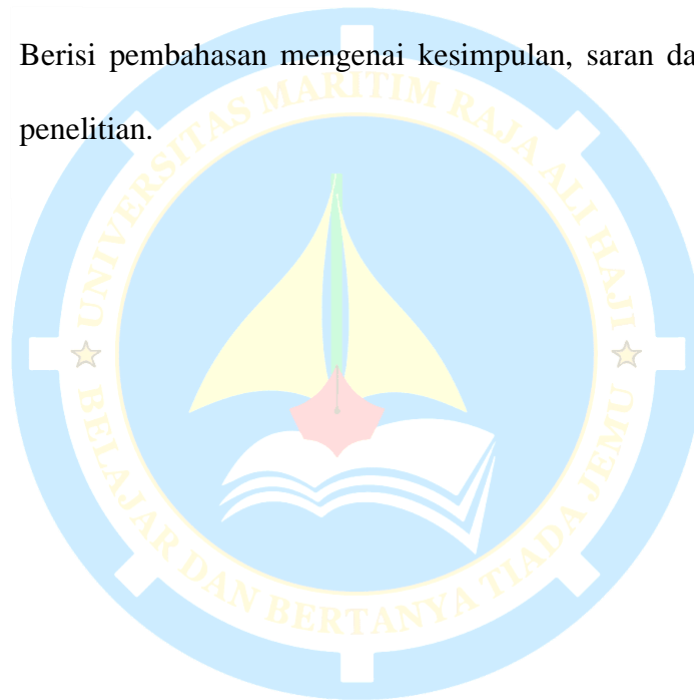 Berisi pembahasan mengenai kesimpulan, saran da
penelitian.
UNIVERSITAS MARITIM RAJA ALI HAJI
BELAJAR DAN BERTANYA TIADA JEMU